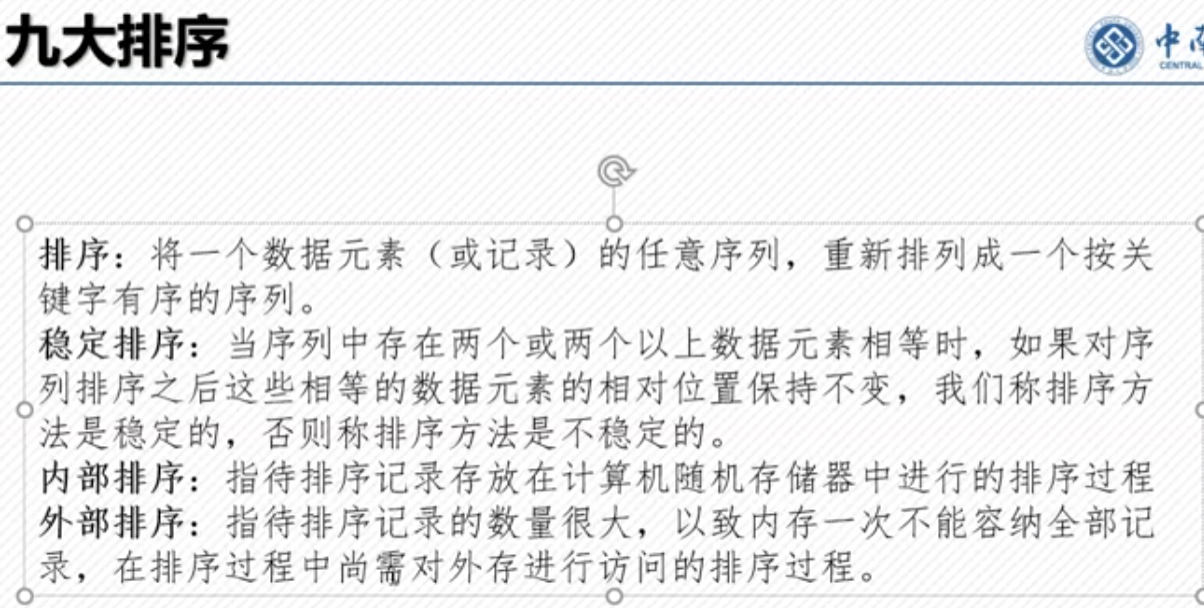 九大排序
中
CENTRAL
排序：将一个数据元素（或记录）的任意序列，重新排列成一个按关
键字有序的序列。
稳定排序：当序列中存在两个或两个以上数据元素相等时，如果对序
列排序之后这些相等的数据元素的相对位置保持不变，我们称排序方
法是稳定的，否则称排序方法是不稳定的。
内部排序：指待排序记录存放在计算机随机存储器中进行的排序过程
外部排序：指待排序记录的数量很大，以致内存一次不能容纳全部记
录，在排序过程中尚需对外存进行访问的排序过程。